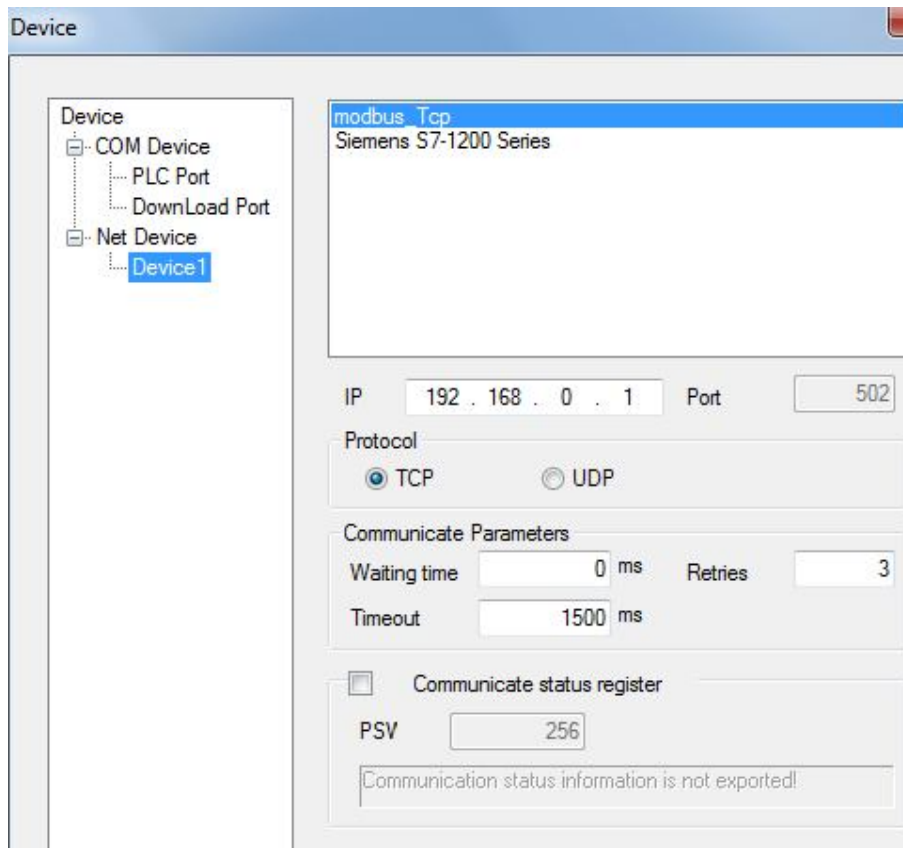 Device
Device
COM Device
PLC Port
DownLoad Port
Net Device
Device1
modbus_Tcp
Siemens S7-1200 Series
IP 192 . 168 . 0 . 1 Port 502
Protocol
TCP UDP
Communicate Parameters
Waiting time 0 ms Retries 3
Timeout 1500 ms
Communicate status register
PSV 256
Communication status information is not exported!